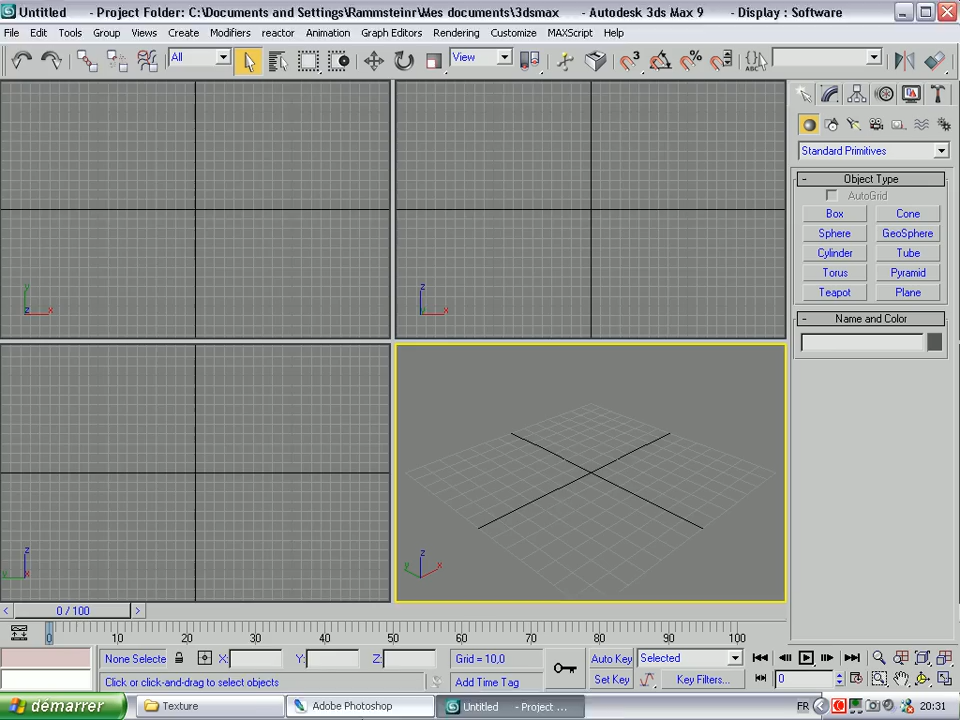 Untitled - Project Folder: C:\Documents and Settings\Rammsteinr\Mes documents\3dsmax - Autodesk 3ds Max 9 - Display : Software
File Edit Tools Group Views Create Modifiers reactor Animation Graph Editors Rendering Customize MAXScript Help
All
View
3
%
ABC
Standard Primitives
- Object Type
AutoGrid
Box Cone
Sphere GeoSphere
Cylinder Tube
Torus Pyramid
Teapot Plane
- Name and Color
y
z x
z
y x
z
y x
z
y x
< 0 / 100 >
0 10 20 30 40 50 60 70 80 90 100
None Selecte X: Y: Z: Grid = 10,0 Auto Key Selected
Click or click-and-drag to select objects Add Time Tag Set Key Key Filters... 0
démarrer Texture Adobe Photoshop Untitled - Project ... FR 20:31